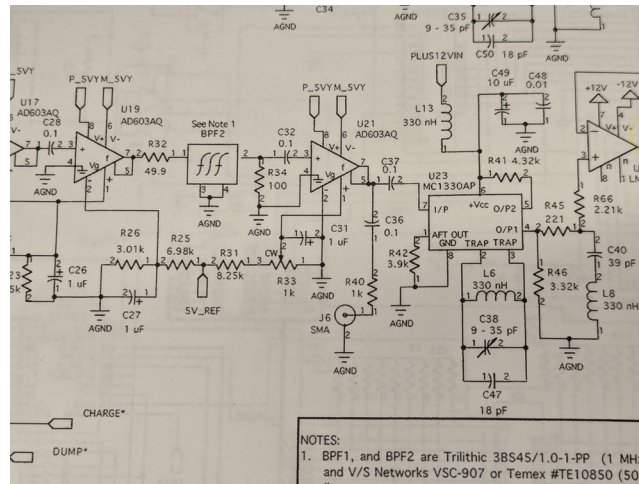 C34
AGND
C35
9 - 35 pF
C50 18 pF
AGND
PLUS12VIN
C49
10 uF
C48
0.01
+12V
-12V
P_5VY M_5VY
U17
AD603AQ
C28
0.1
U19
AD603AQ
See Note 1
BPF2
R32
49.9
C32
0.1
R34
100
P_5VY M_5VY
U21
AD603AQ
C37
0.1
L13
330 nH
AGND
R41 4.32k
U23
MC1330AP
+Vcc
I/P
O/P2
O/P1
AFT OUT
GND
TRAP TRAP
R45
221
R66
2.21k
AGND
Vg
V+
V-
AGND
R26
3.01k
R25
6.98k
R31
8.25k
CW
R33
1k
C31
1 uF
C36
0.1
R42
3.9k
C40
39 pF
L8
330 nH
R46
3.32k
C26
1 uF
C27
1 uF
AGND
5V_REF
AGND
R40
1k
J6
SMA
AGND
AGND
AGND
L6
330 nH
C38
9 - 35 pF
C47
18 pF
AGND
CHARGE*
DUMP*
NOTES:
1. BPF1, and BPF2 are Trilithic 3BS45/1.0-1-PP (1 MH
and V/S Networks VSC-907 or Temex #TE10850 (50